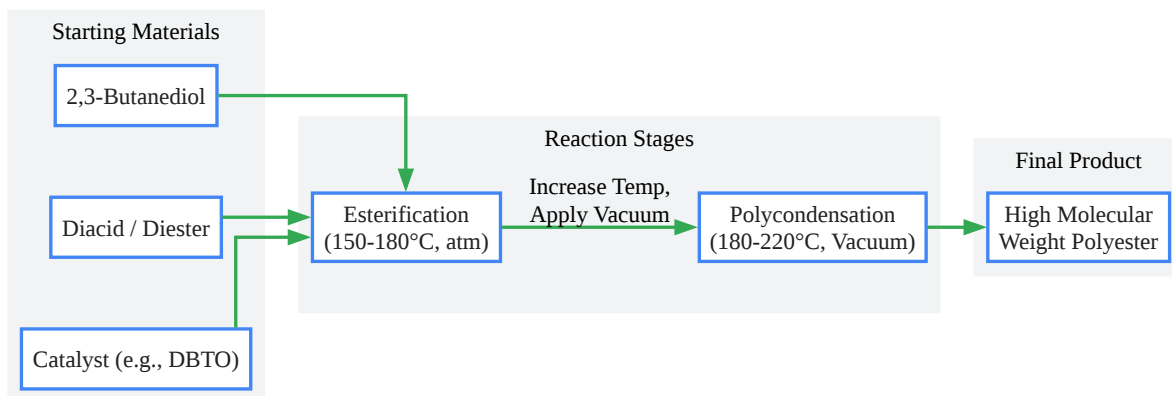 Starting Materials
2,3-Butanediol
Diacid / Diester
Catalyst (e.g., DBTO)
Reaction Stages
Esterification
(150-180°C, atm)
Increase Temp,
Apply Vacuum
Polycondensation
(180-220°C, Vacuum)
Final Product
High Molecular
Weight Polyester